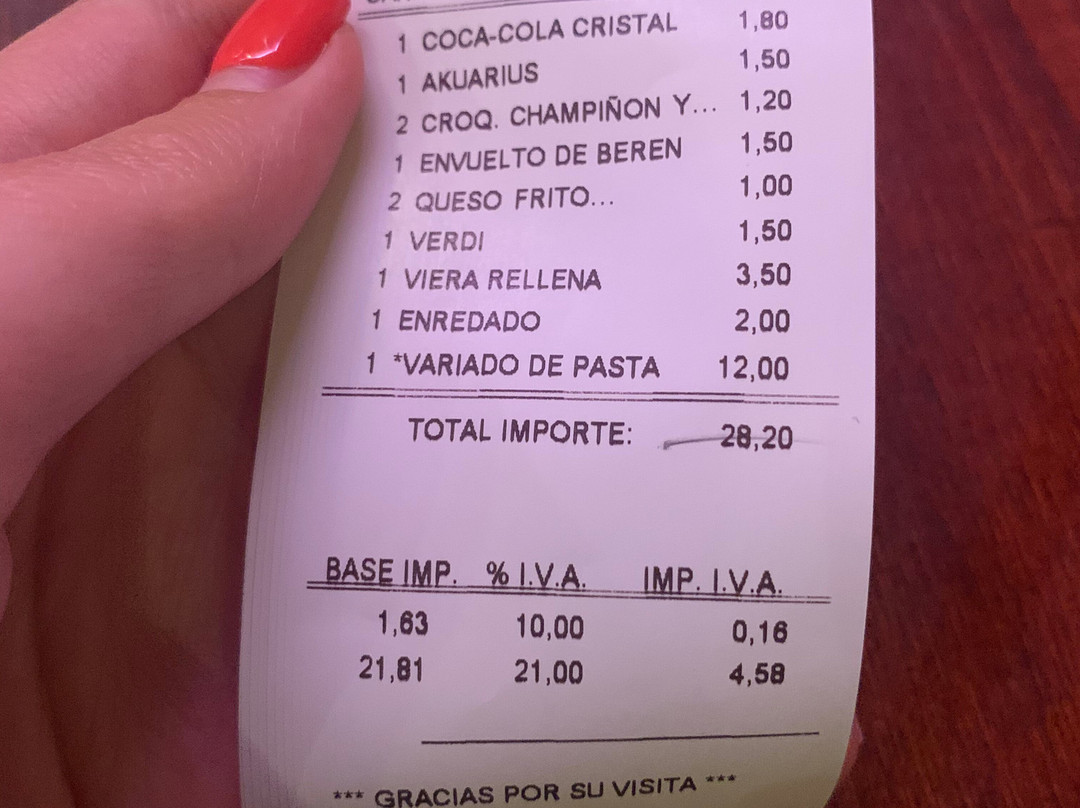 1 COCA-COLA CRISTAL 1,80
1 AKUARIUS 1,50
2 CROQ. CHAMPIÑON Y... 1,20
1 ENVUELTO DE BEREN 1,50
2 QUESO FRITO... 1,00
1 VERDI 1,50
1 VIERA RELLENA 3,50
1 ENREDADO 2,00
1 *VARIADO DE PASTA 12,00
TOTAL IMPORTE: 28,20
BASE IMP. % I.V.A. IMP. I.V.A.
1,63 10,00 0,16
21,81 21,00 4,58
*** GRACIAS POR SU VISITA ***